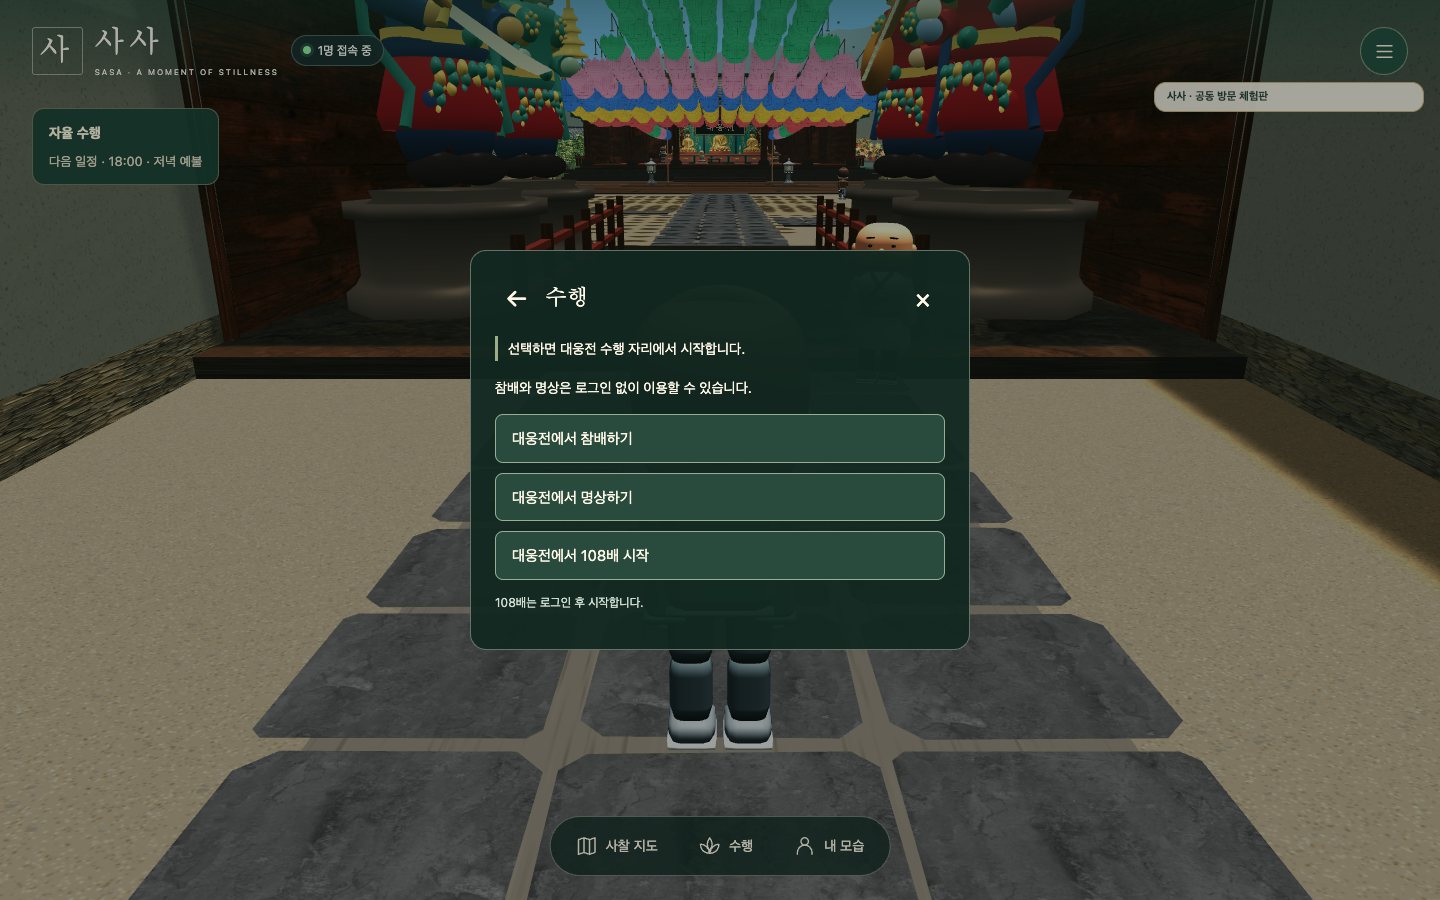 사
사사
SASA · A MOMENT OF STILLNESS
1명 접속 중
사사 · 공동 방문 체험판
자율 수행
다음 일정 · 18:00 · 저녁 예불
수행
선택하면 대웅전 수행 자리에서 시작합니다.
참배와 명상은 로그인 없이 이용할 수 있습니다.
대웅전에서 참배하기
대웅전에서 명상하기
대웅전에서 108배 시작
108배는 로그인 후 시작합니다.
사찰 지도
수행
내 모습